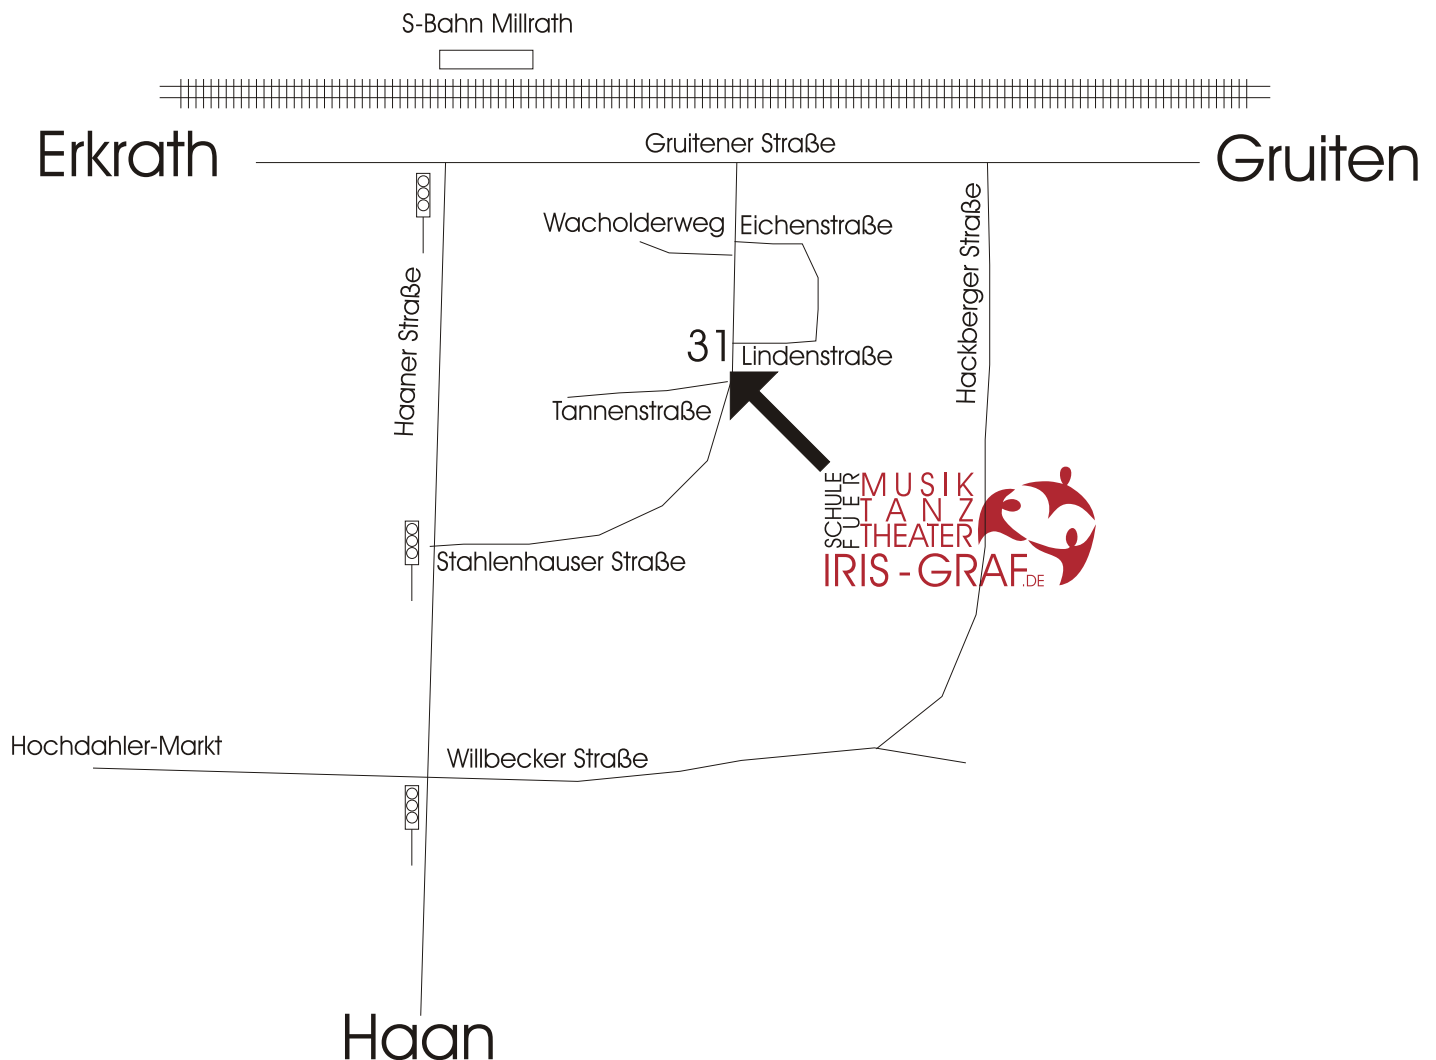 S-Bahn Millrath
Erkrath
Gruitener Straße
Gruiten
Wacholderweg
Eichenstraße
Haaner Straße
Hackberger Straße
31
Lindenstraße
Tannenstraße
SCHULE
FUER
MUSIK
TANZ
THEATER
IRIS - GRAF.DE
Stahlenhauser Straße
Hochdahler-Markt
Willbecker Straße
Haan